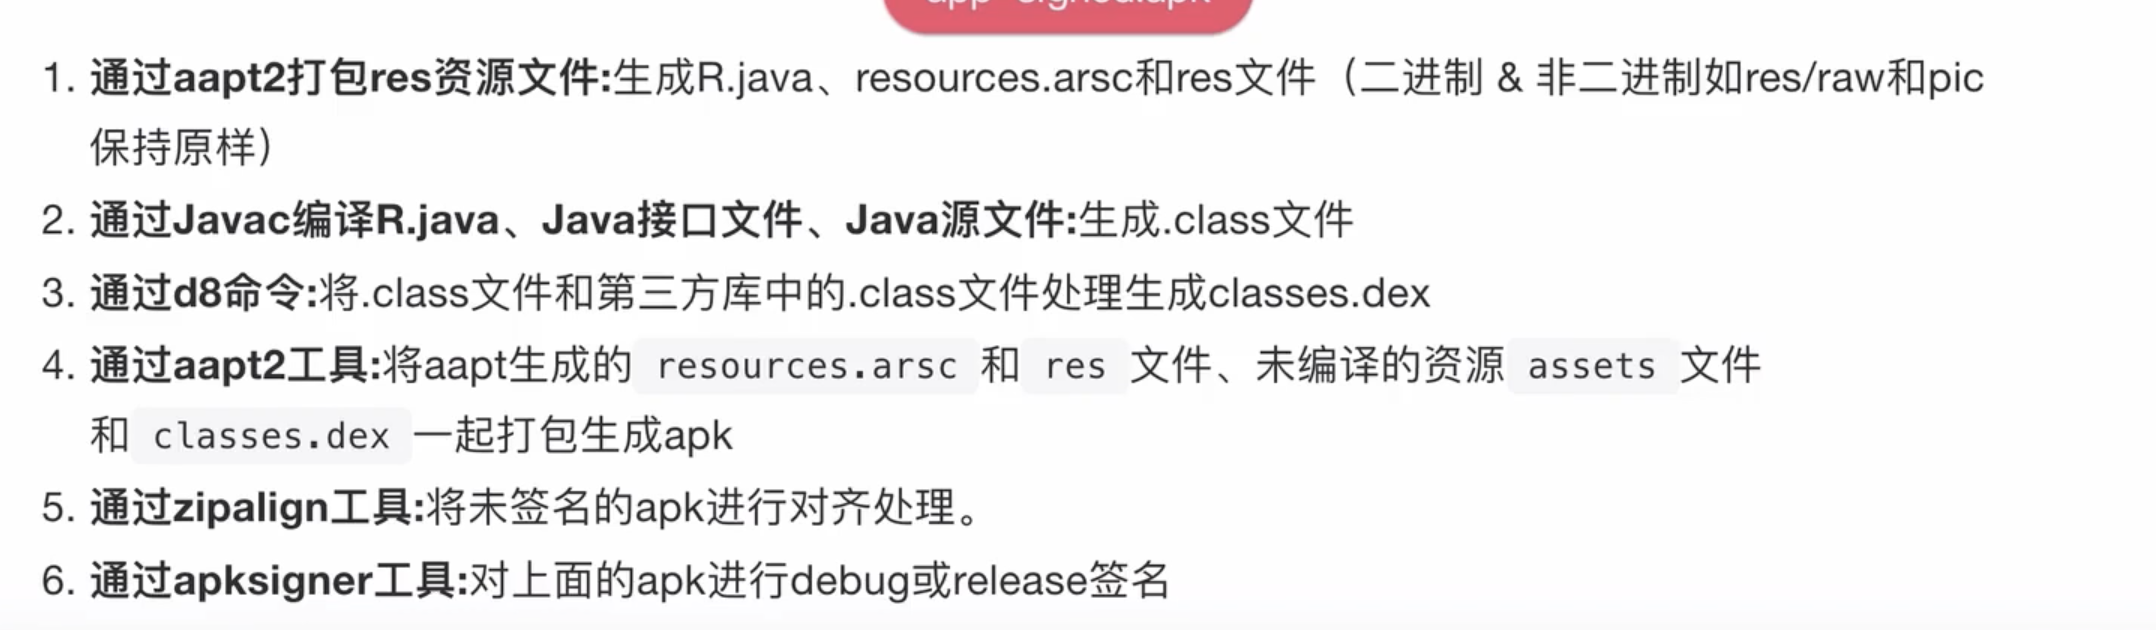 1. 通过aapt2打包res资源文件:生成R.java、resources.arsc和res文件（二进制 & 非二进制如res/raw和pic
保持原样）
2. 通过Javac编译R.java、Java接口文件、Java源文件:生成.class文件
3. 通过d8命令:将.class文件和第三方库中的.class文件处理生成classes.dex
4. 通过aapt2工具:将aapt生成的 resources.arsc 和 res 文件、未编译的资源 assets 文件
和 classes.dex 一起打包生成apk
5. 通过zipalign工具:将未签名的apk进行对齐处理。
6. 通过apksigner工具:对上面的apk进行debug或release签名